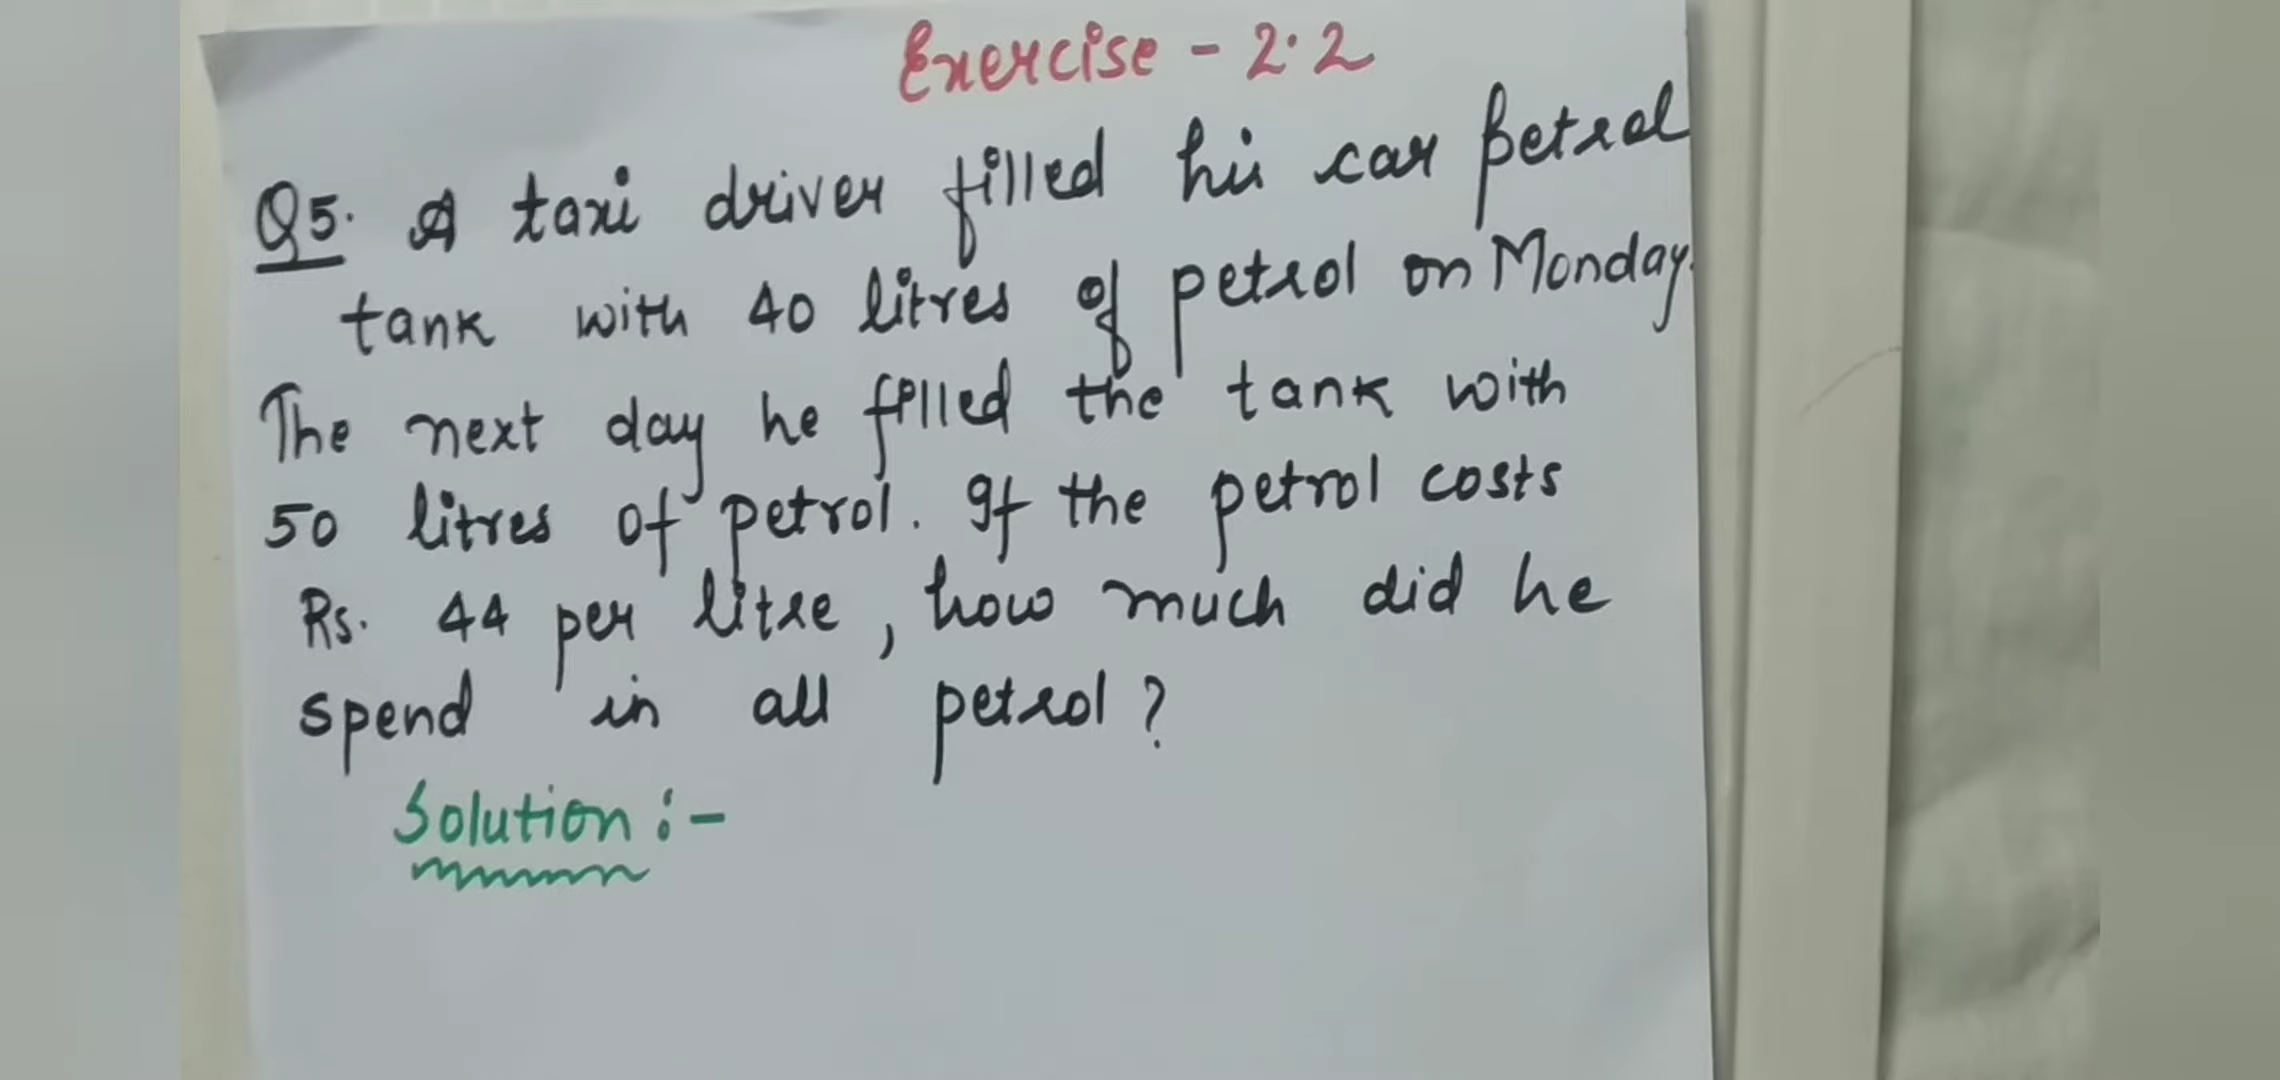 Exercise - 2.2
Q5. A taxi driver filled his car petrol
tank with 40 litres of petrol on Monday.
The next day he filled the tank with
50 litres of petrol. If the petrol costs
Rs. 44 per litre, how much did he
spend in all petrol?
Solution :-